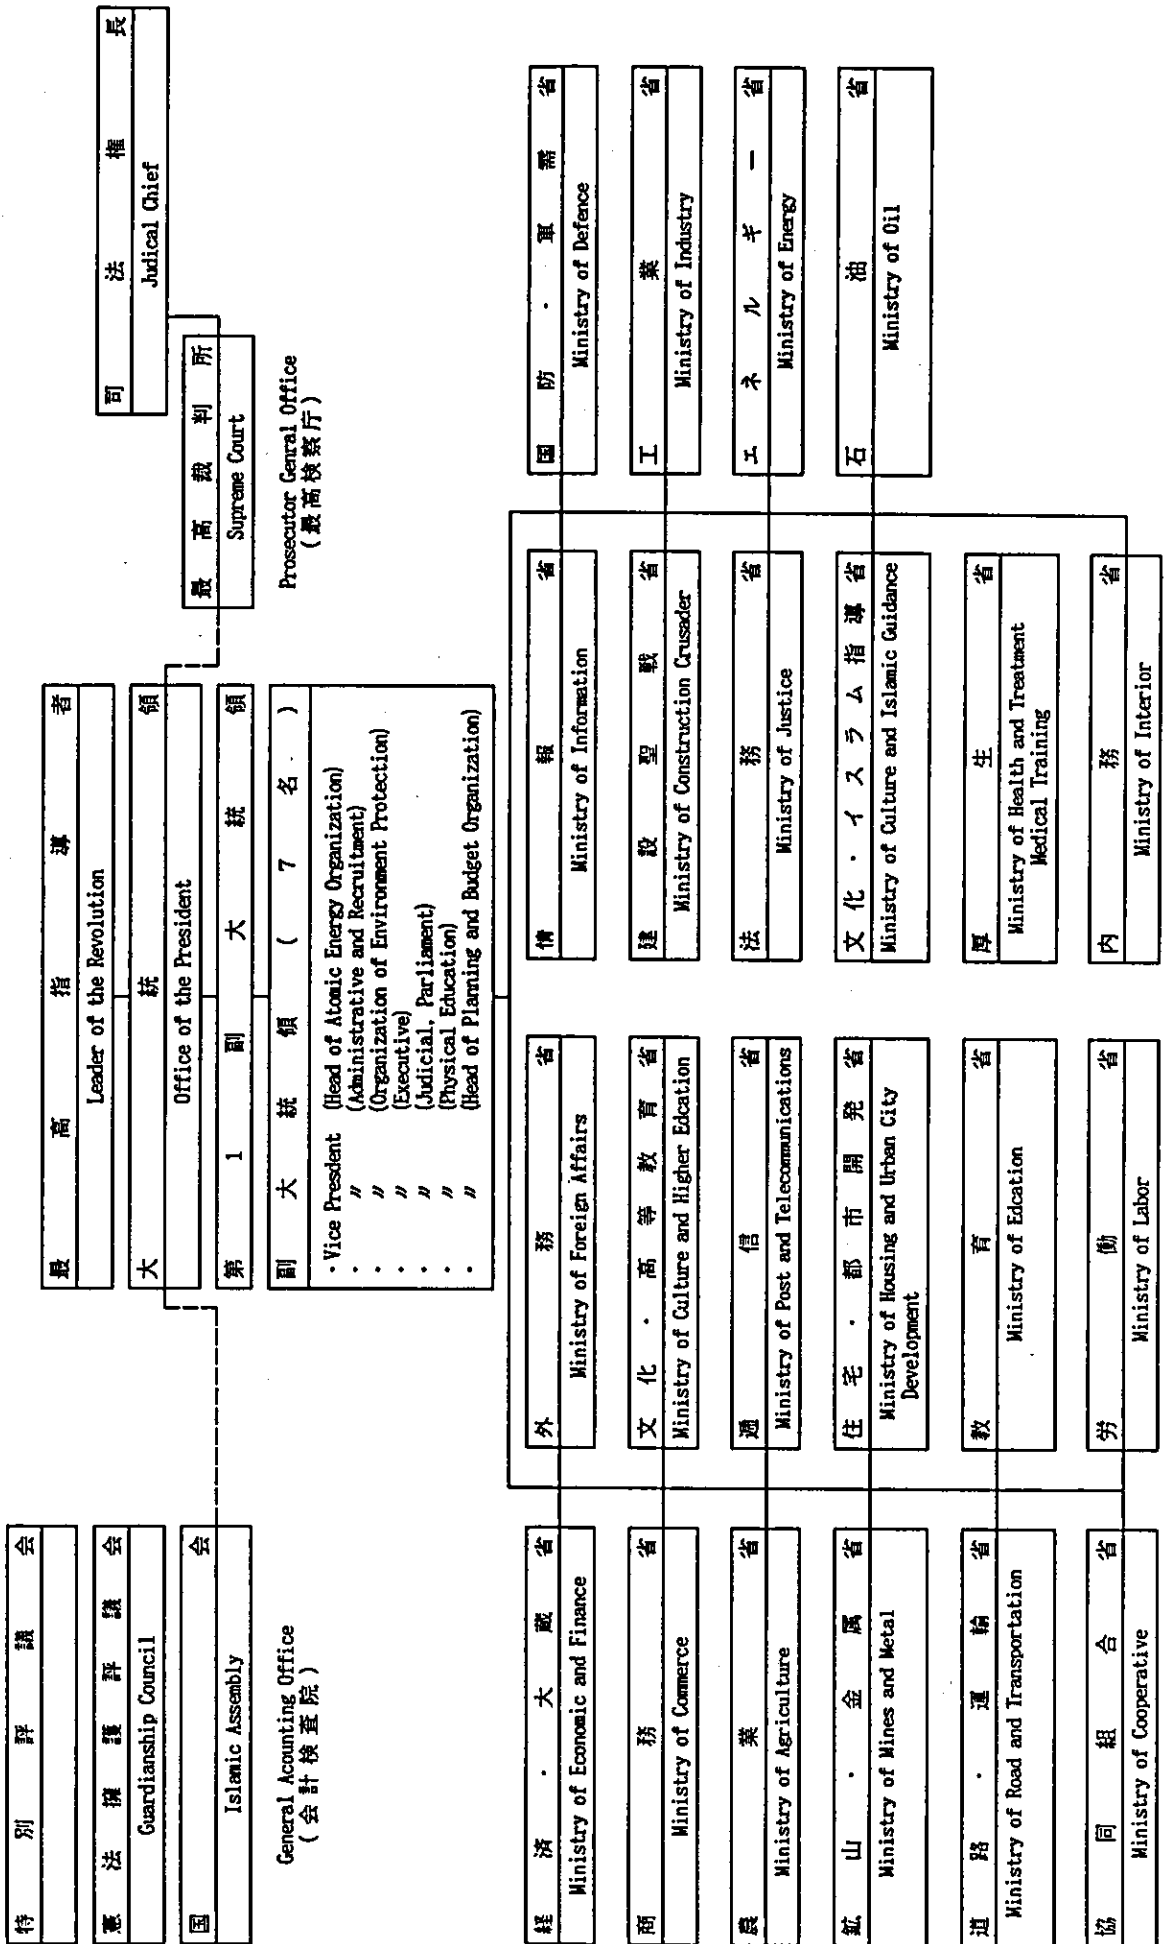 特別評議会
憲法擁護評議会
Guardianship Council
国会
Islamic Assembly
General Acounting Office
(会計検査院)
最高指導者
Leader of the Revolution
大統領
Office of the President
第1副大統領
副大統領(7名.)
・Vice Presdent (Head of Atomic Energy Organization)
・ 〃 (Administrative and Recruitment)
・ 〃 (Organization of Environment Protection)
・ 〃 (Executive)
・ 〃 (Judicial, Parliament)
・ 〃 (Physical Education)
・ 〃 (Head of Planning and Budget Organization)
司法権長
Judical Chief
最高裁判所
Supreme Court
Prosecutor Genral Office
(最高検察庁)
経済・大蔵省
Ministry of Economic and Finance
外務省
Ministry of Foreign Affairs
情報省
Ministry of Information
国防・軍需省
Ministry of Defence
商務省
Ministry of Commerce
文化・高等教育省
Ministry of Culture and Higher Edcation
建設聖戦省
Ministry of Construction Crusader
工業省
Ministry of Industry
農業省
Ministry of Agriculture
逓信省
Ministry of Post and Telecommunications
法務省
Ministry of Justice
エネルギー省
Ministry of Energy
鉱山・金属省
Ministry of Mines and Metal
住宅・都市開発省
Ministry of Housing and Urban City
Development
文化・イスラム指導省
Ministry of Culture and Islamic Guidance
石油省
Ministry of Oil
道路・運輸省
Ministry of Road and Transportation
教育省
Ministry of Edcation
厚生省
Ministry of Health and Treatment
Medical Training
協同組合省
Ministry of Cooperative
労働省
Ministry of Labor
内務省
Ministry of Interior